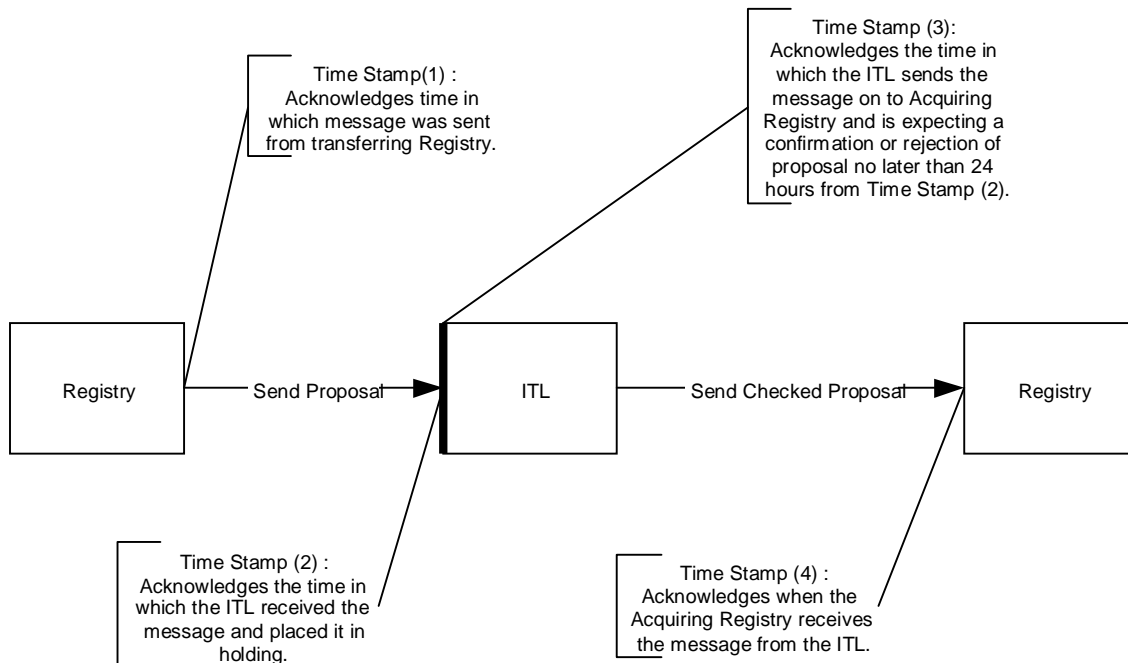 Time Stamp(1) :
Acknowledges time in
which message was sent
from transferring Registry.
Time Stamp (3):
Acknowledges the time in
which the ITL sends the
message on to Acquiring
Registry and is expecting a
confirmation or rejection of
proposal no later than 24
hours from Time Stamp (2).
Registry
Send Proposal
ITL
Send Checked Proposal
Registry
Time Stamp (2) :
Acknowledges the time in
which the ITL received the
message and placed it in
holding.
Time Stamp (4) :
Acknowledges when the
Acquiring Registry receives
the message from the ITL.